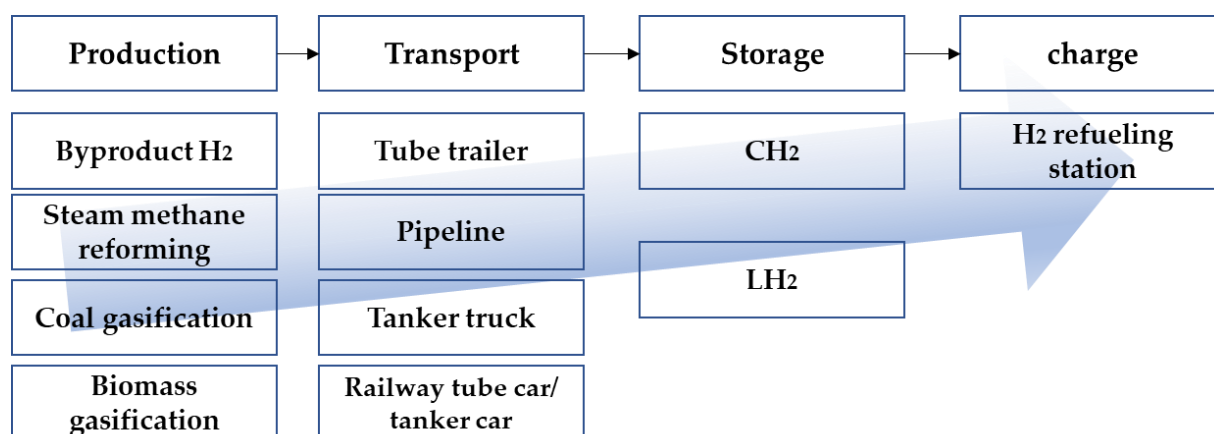 Production
Transport
Storage
charge
Byproduct H2
Tube trailer
CH2
H2 refueling
station
Steam methane
reforming
Pipeline
LH2
Coal gasification
Tanker truck
Biomass
gasification
Railway tube car/
tanker car